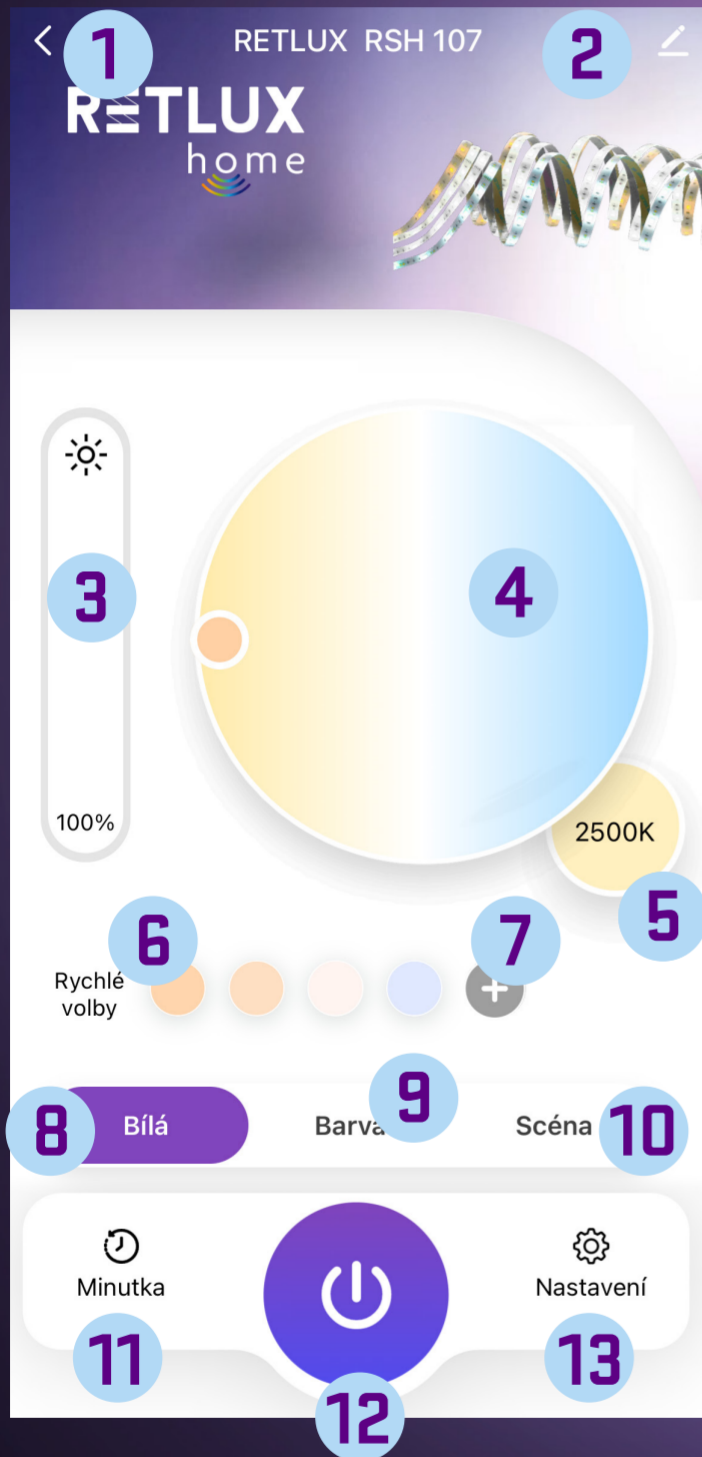 1
RETLUX RSH 107
2
RETLUX
home
3
4
100%
2500K
5
6
7
Rychlé
volby
8
Bílá
Barva
9
Scéna
10
Minutka
Nastavení
11
12
13